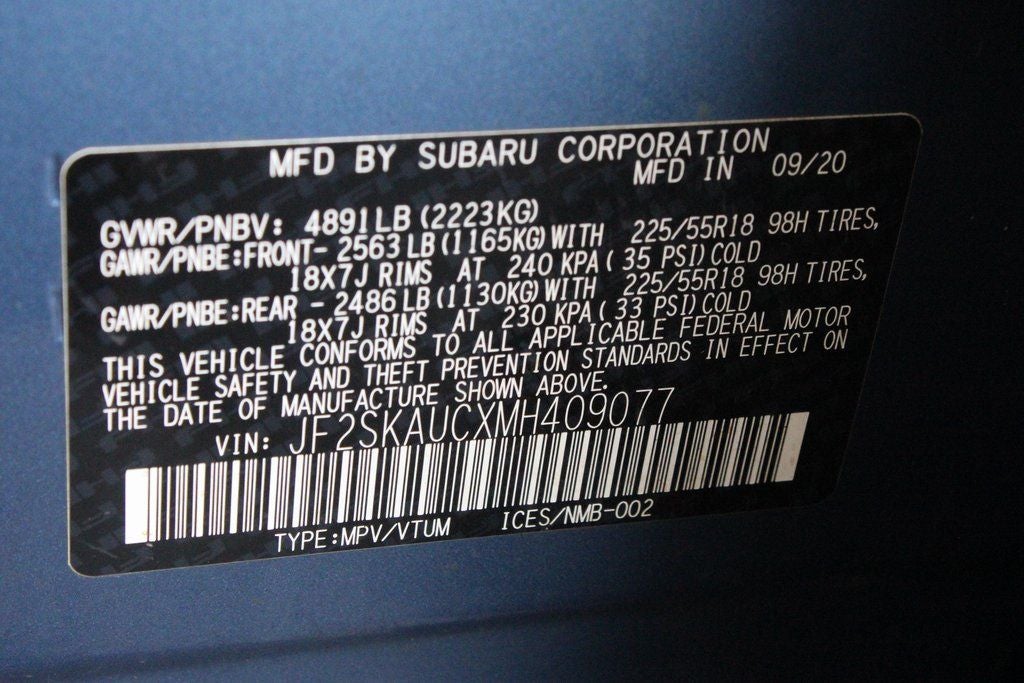 MFD BY SUBARU CORPORATION
MFD IN 09/20
GVWR/PNBV: 4891LB (2223KG)
GAWR/PNBE:FRONT- 2563 LB (1165KG) WITH 225/55R18 98H TIRES,
18X7J RIMS AT 240 KPA ( 35 PSI) COLD
GAWR/PNBE:REAR - 2486 LB (1130KG) WITH 225/55R18 98H TIRES,
18X7J RIMS AT 230 KPA ( 33 PSI) COLD
THIS VEHICLE CONFORMS TO ALL APPLICABLE FEDERAL MOTOR
VEHICLE SAFETY AND THEFT PREVENTION STANDARDS IN EFFECT ON
THE DATE OF MANUFACTURE SHOWN ABOVE.
VIN: JF2SKAUCXMH409077
TYPE:MPV/VTUM ICES/NMB-002